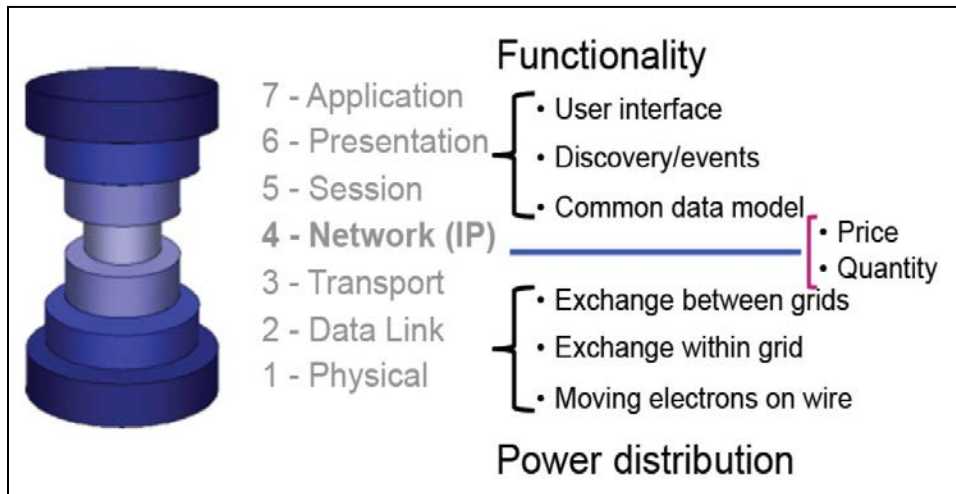 Functionality
7 - Application
6 - Presentation
5 - Session
4 - Network (IP)
3 - Transport
2 - Data Link
1 - Physical
• User interface
• Discovery/events
• Common data model
• Price
• Quantity
• Exchange between grids
• Exchange within grid
• Moving electrons on wire
Power distribution